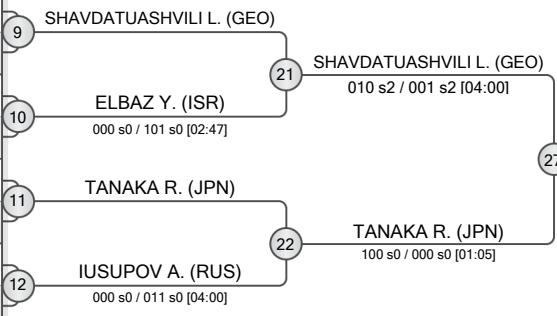 9
SHAVDATUASHVILI L. (GEO)
21
SHAVDATUASHVILI L. (GEO)
010 s2 / 001 s2 [04:00]
10
ELBAZ Y. (ISR)
000 s0 / 101 s0 [02:47]
27
11
TANAKA R. (JPN)
22
TANAKA R. (JPN)
100 s0 / 000 s0 [01:05]
12
IUSUPOV A. (RUS)
000 s0 / 011 s0 [04:00]